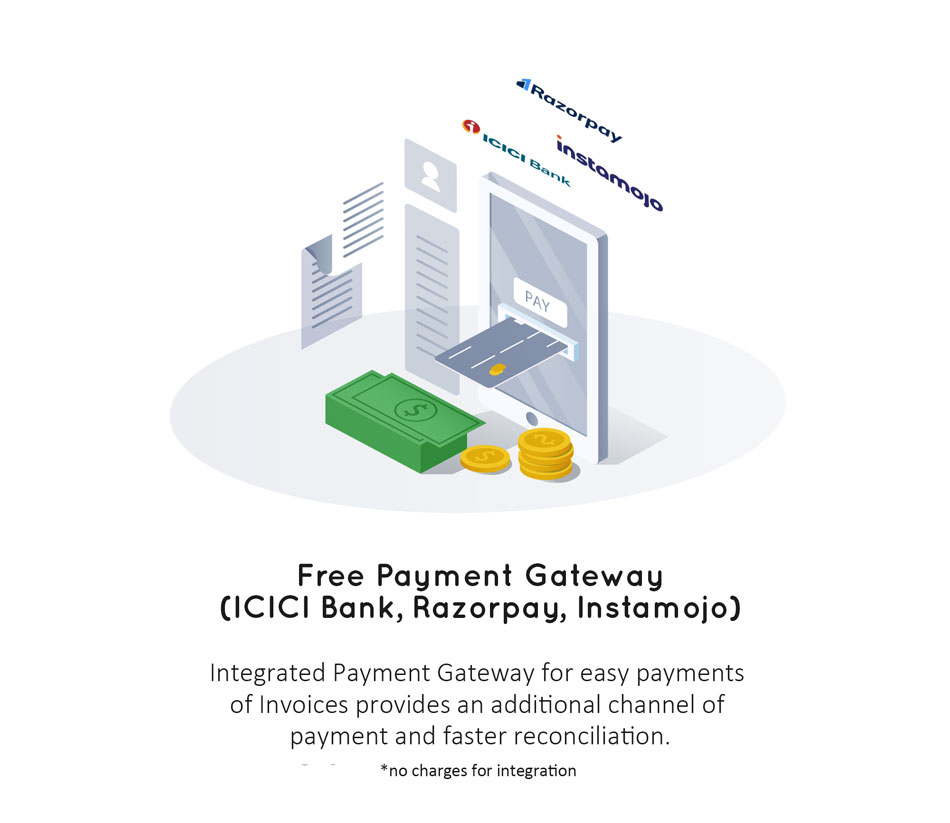 Razorpay
ICICI Bank
instamojo
PAY
Free Payment Gateway
(ICICI Bank, Razorpay, Instamojo)
Integrated Payment Gateway for easy payments
of Invoices provides an additional channel of
payment and faster reconciliation.
*no charges for integration